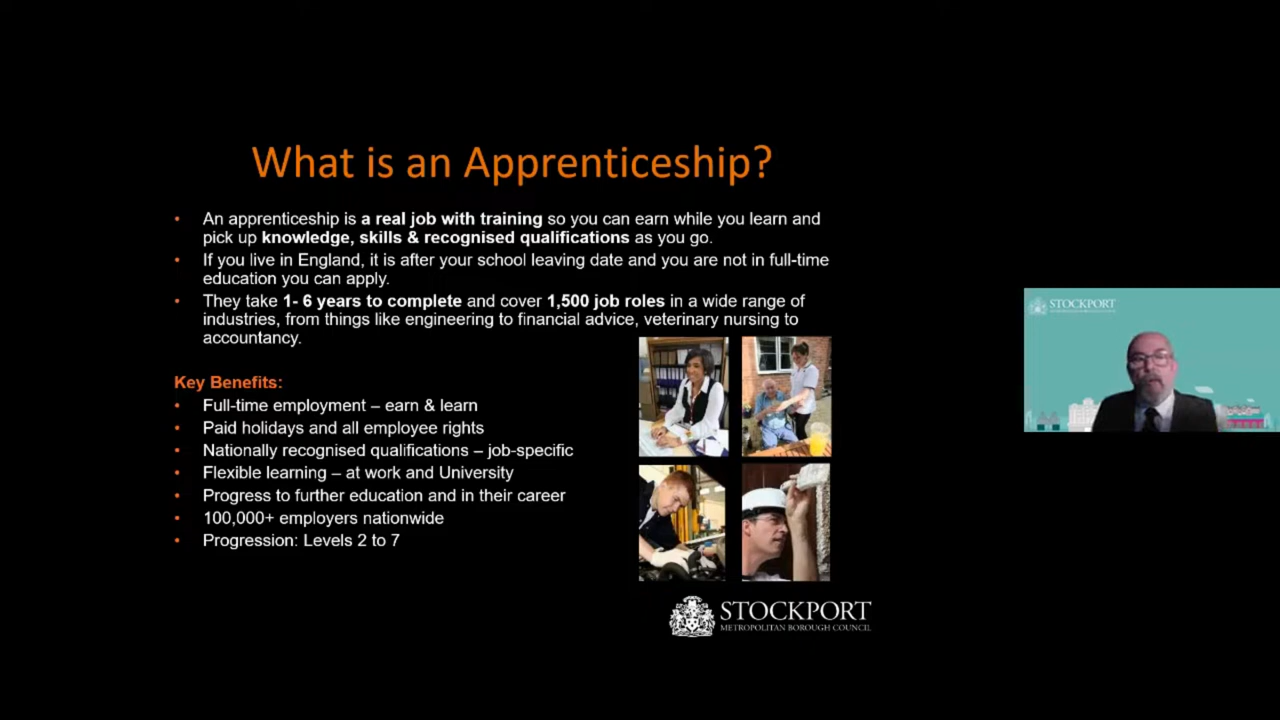 What is an Apprenticeship?
• An apprenticeship is a real job with training so you can earn while you learn and
pick up knowledge, skills & recognised qualifications as you go.
• If you live in England, it is after your school leaving date and you are not in full-time
education you can apply.
• They take 1- 6 years to complete and cover 1,500 job roles in a wide range of
industries, from things like engineering to financial advice, veterinary nursing to
accountancy.
Key Benefits:
• Full-time employment – earn & learn
• Paid holidays and all employee rights
• Nationally recognised qualifications – job-specific
• Flexible learning – at work and University
• Progress to further education and in their career
• 100,000+ employers nationwide
• Progression: Levels 2 to 7
STOCKPORT
METROPOLITAN BOROUGH COUNCIL
STOCKPORT